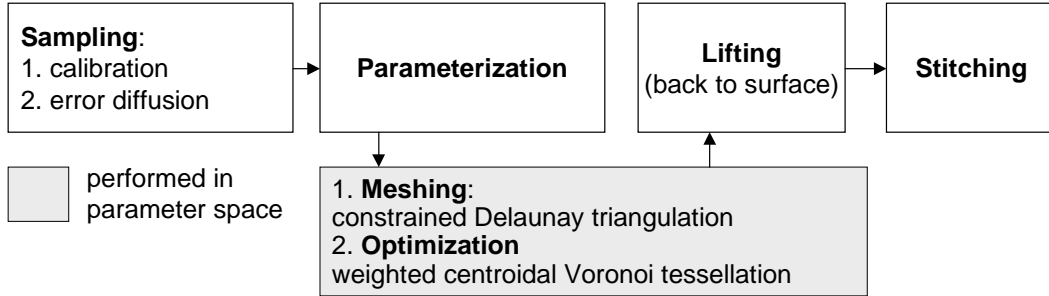 Sampling:
1. calibration
2. error diffusion
Parameterization
Lifting
(back to surface)
Stitching
performed in
parameter space
1. Meshing:
constrained Delaunay triangulation
2. Optimization
weighted centroidal Voronoi tessellation